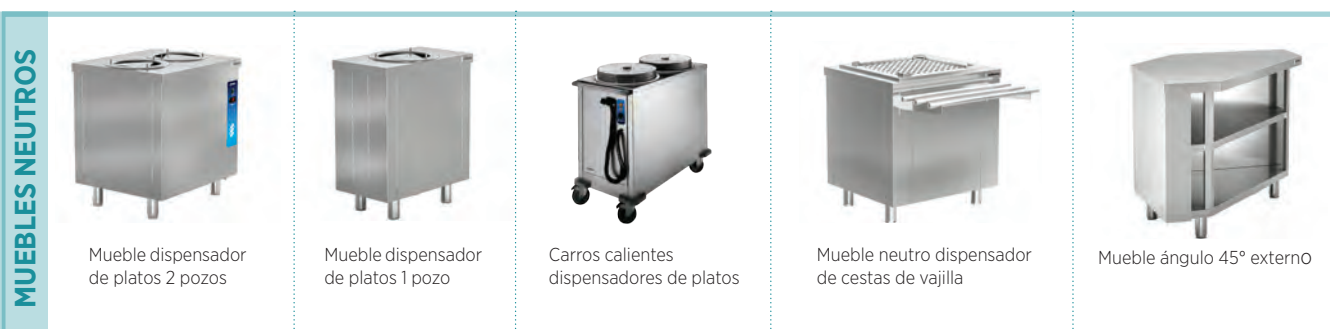 MUEBLES NEUTROS
Mueble dispensador
de platos 2 pozos
Mueble dispensador
de platos 1 pozo
Carros calientes
dispensadores de platos
Mueble neutro dispensador
de cestas de vajilla
Mueble ángulo 45° externo